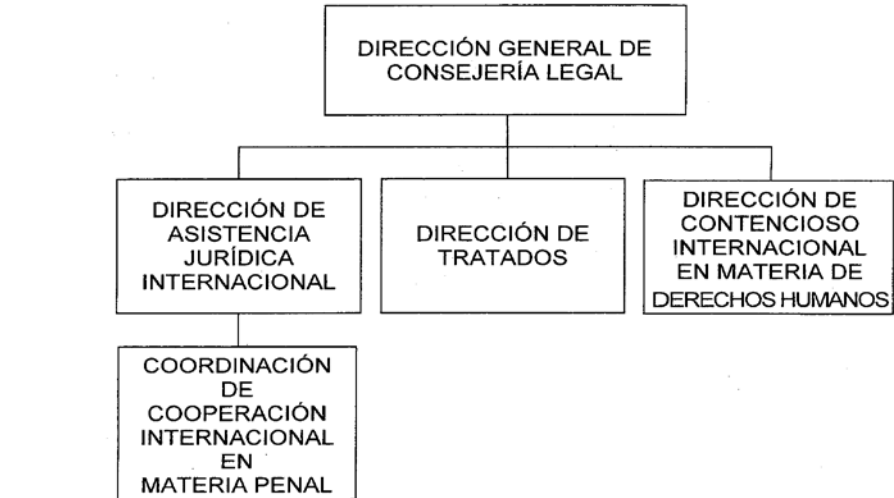 DIRECCIÓN GENERAL DE
CONSEJERÍA LEGAL
DIRECCIÓN DE
ASISTENCIA
JURÍDICA
INTERNACIONAL
DIRECCIÓN DE
TRATADOS
DIRECCIÓN DE
CONTENCIOSO
INTERNACIONAL
EN MATERIA DE
DERECHOS HUMANOS
COORDINACIÓN
DE
COOPERACIÓN
INTERNACIONAL
EN
MATERIA PENAL